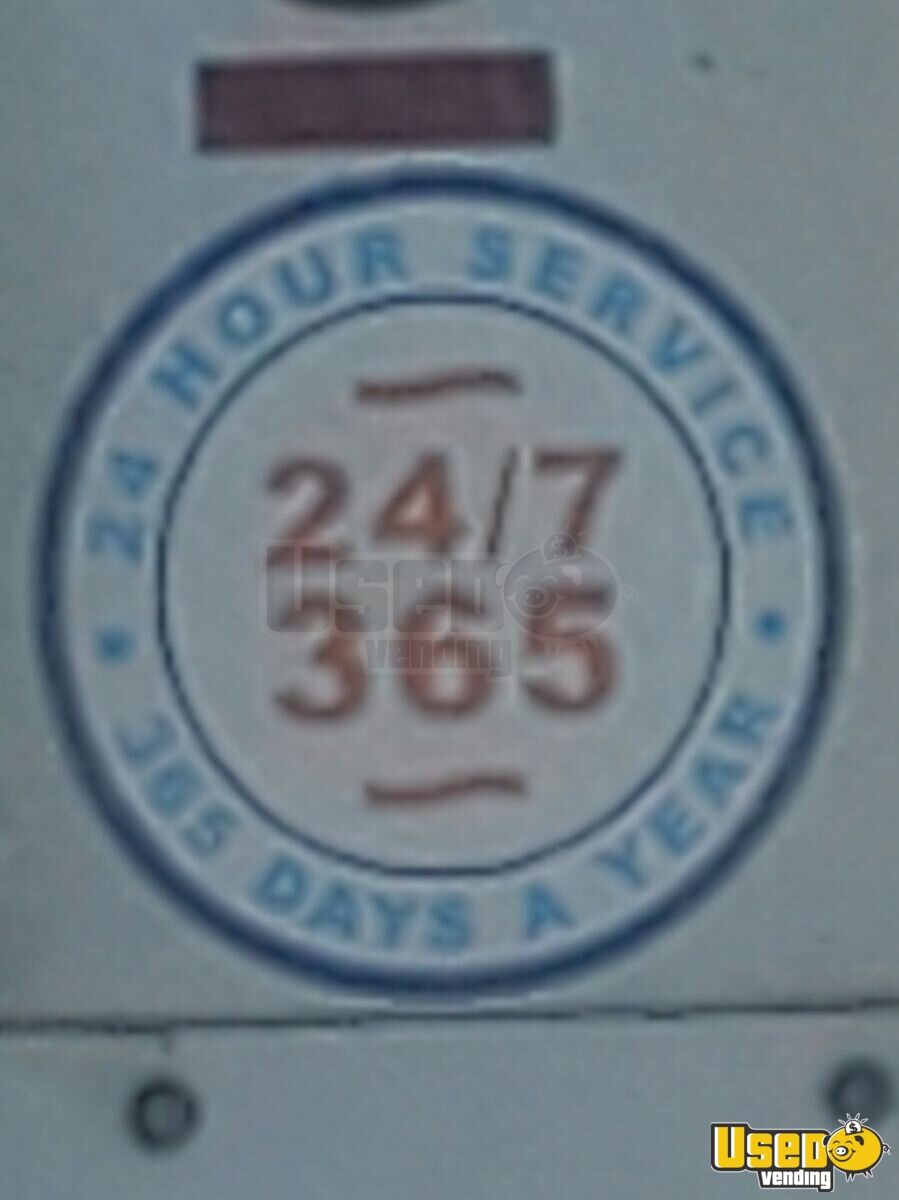 24 HOUR SERVICE
24/7
365
365 DAYS A YEAR
USED
vending
USED
vending